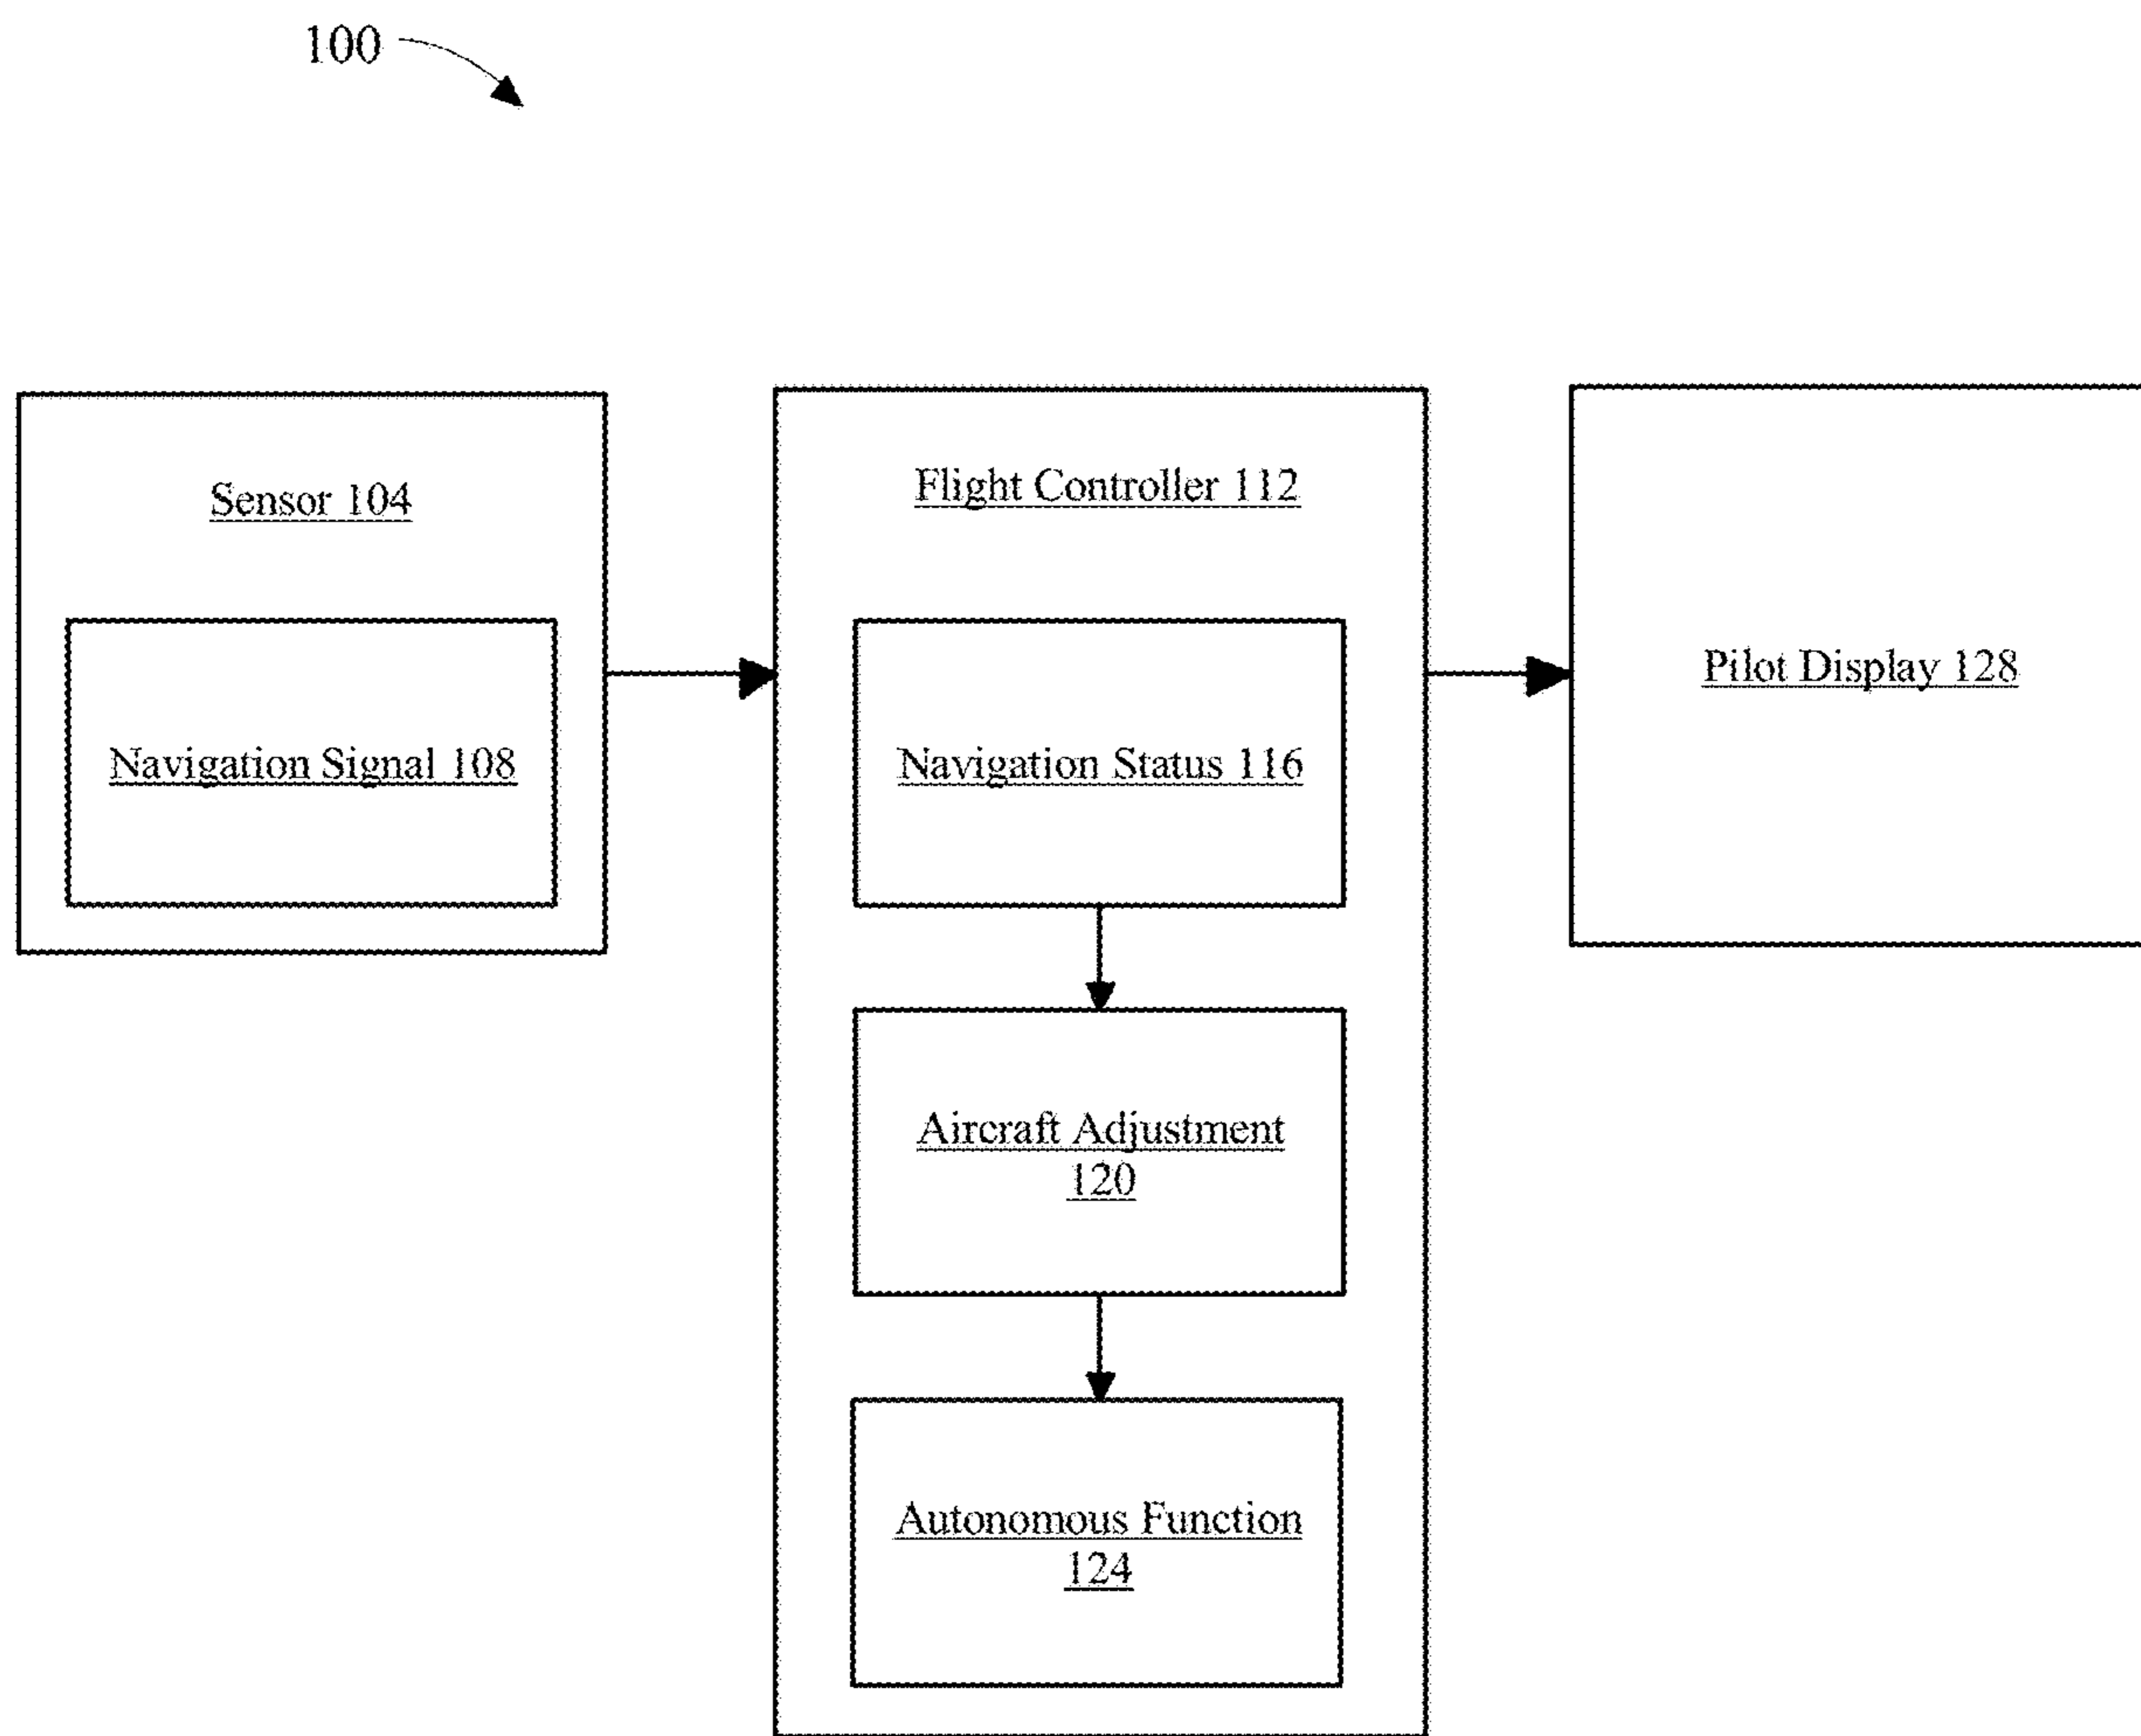 100
Sensor 104
Navigation Signal 108
Flight Controller 112
Navigation Status 116
Aircraft Adjustment
120
Autonomous Function
124
Pilot Display 128